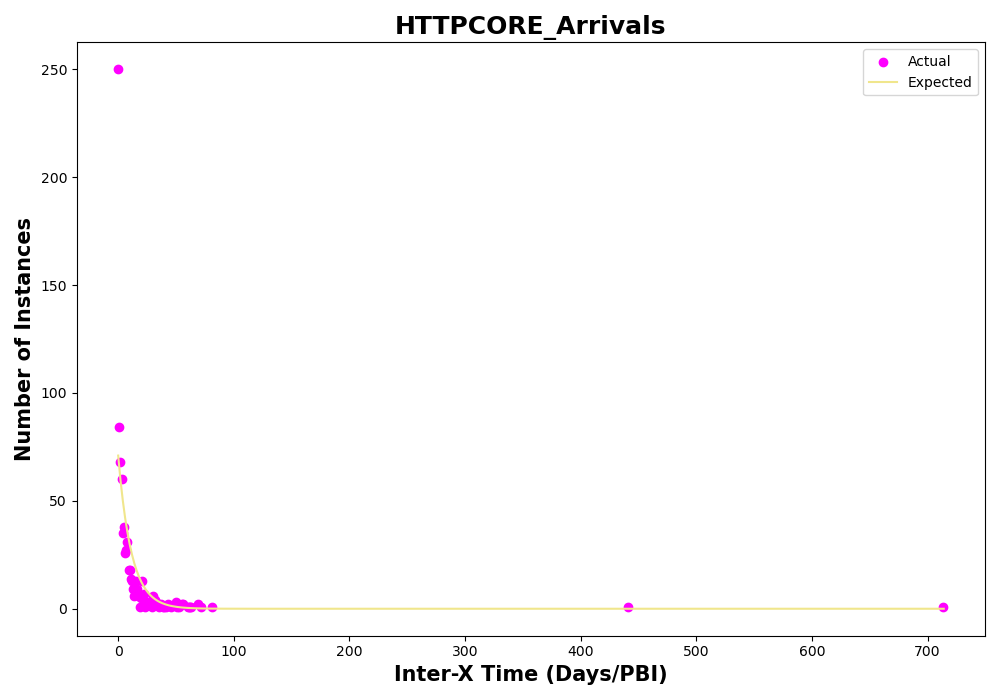 HTTPCORE_Arrivals
Actual
Expected
250
200
150
100
50
0
Number of Instances
0 100 200 300 400 500 600 700
Inter-X Time (Days/PBI)